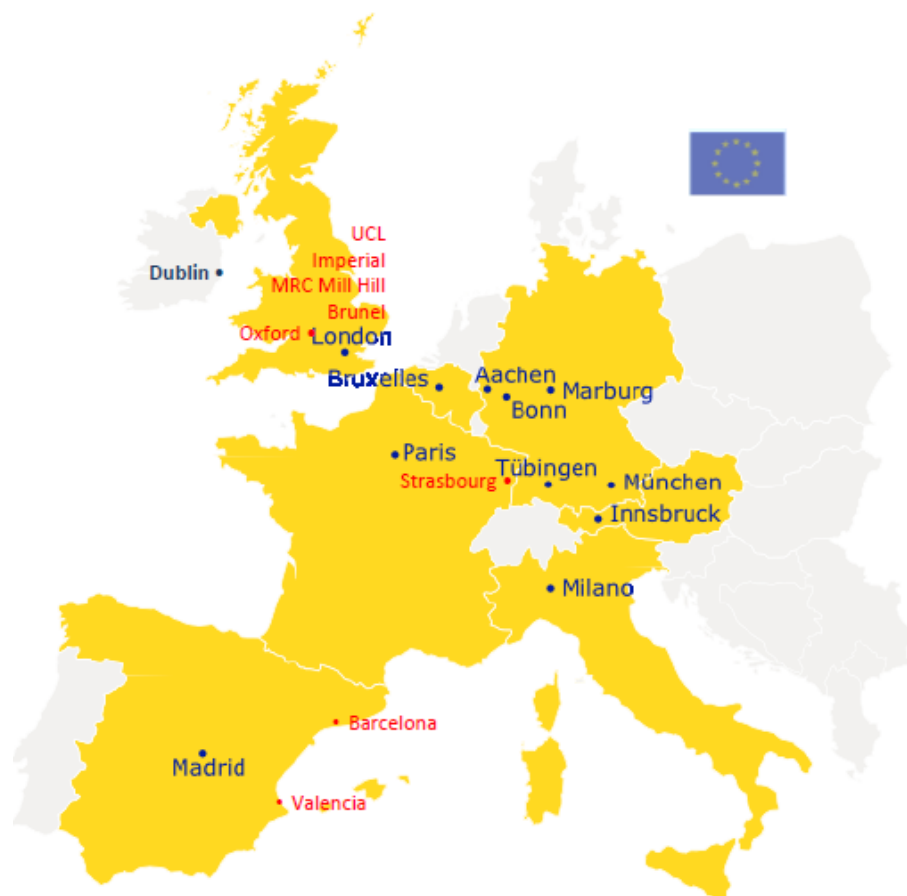 UCL
Imperial
Dublin
MRC Mill Hill
Brunel
Oxford
London
Bruxelles
Aachen
Marburg
Bonn
Paris
Strasbourg
Tübingen
München
Innsbruck
Milano
Barcelona
Madrid
Valencia